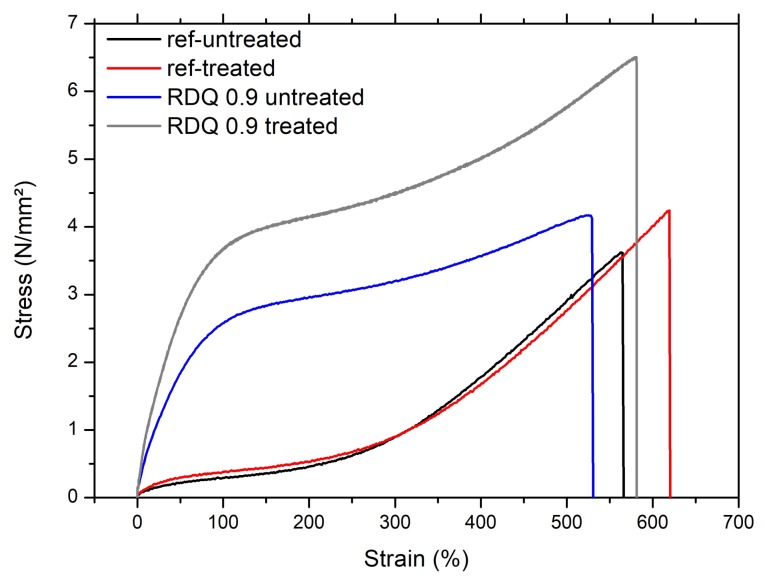 7
6
5
4
3
2
1
0
ref-untreated
ref-treated
RDQ 0.9 untreated
RDQ 0.9 treated
Stress (N/mm²)
0 100 200 300 400 500 600 700
Strain (%)